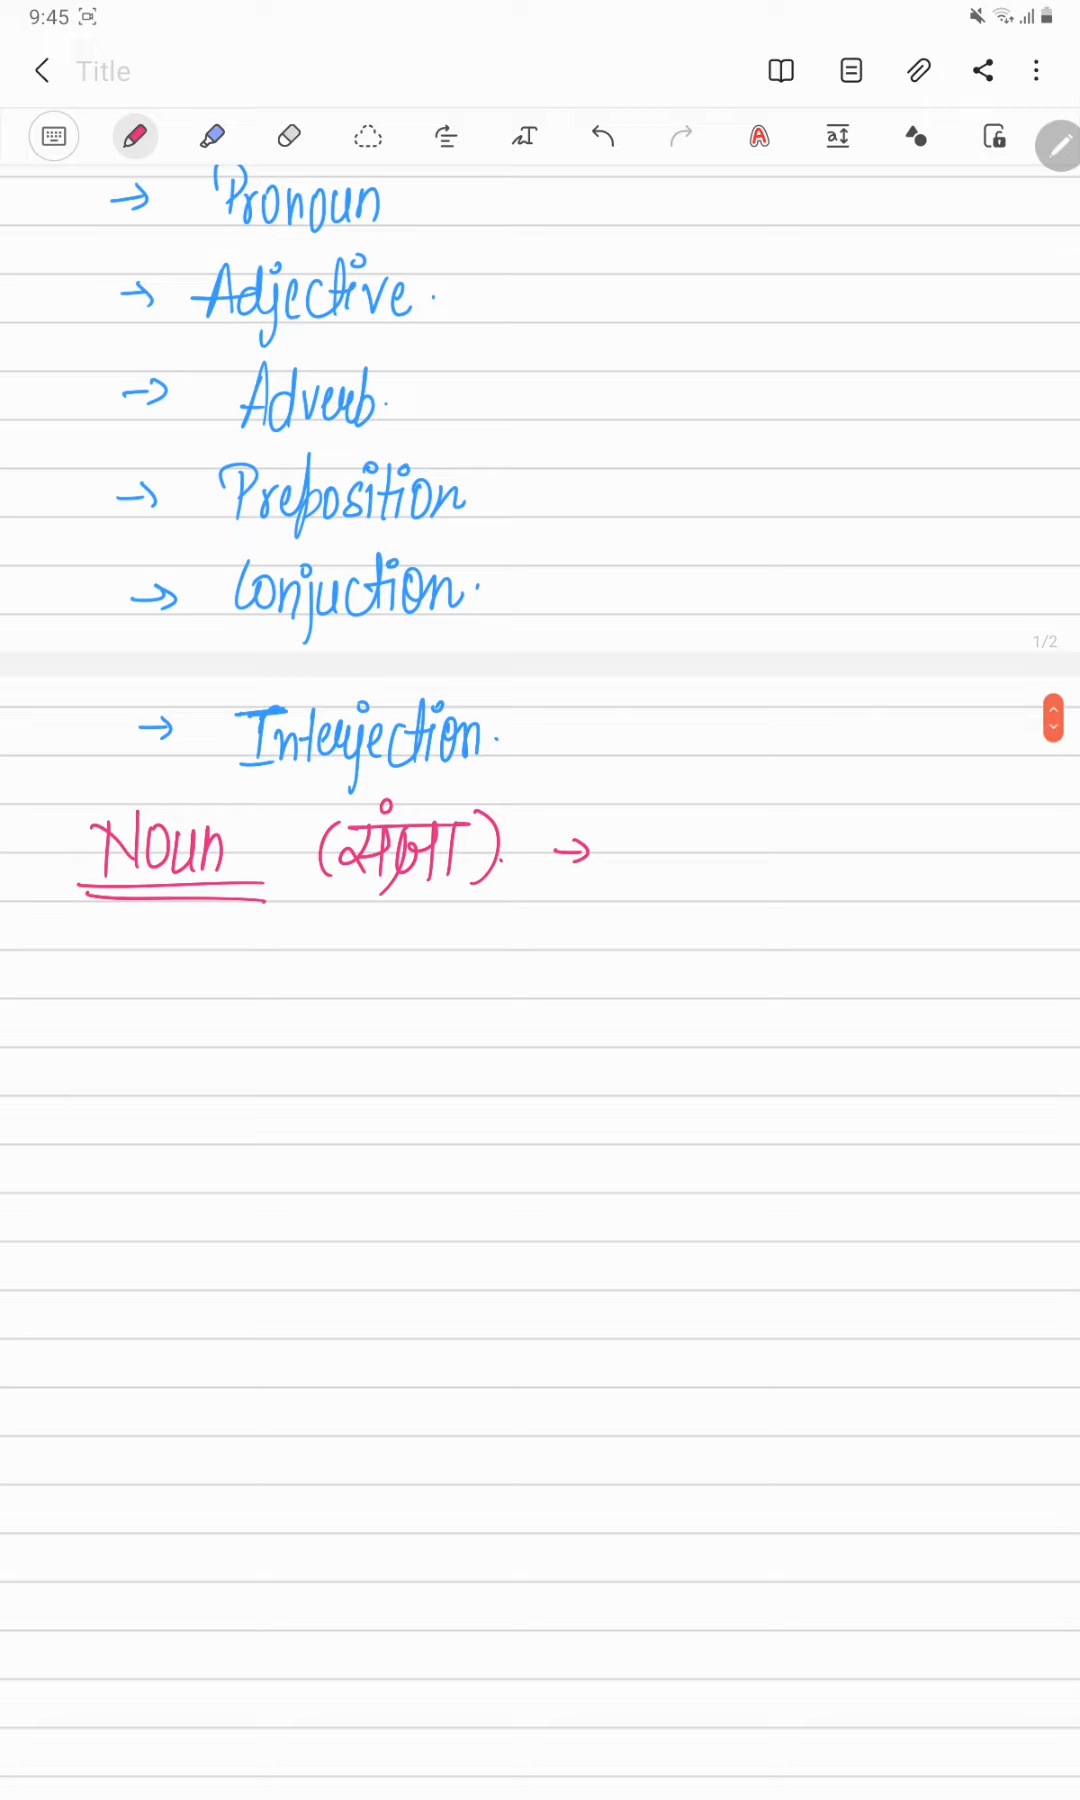 9:45
Title
→ Pronoun
→ Adjective.
→ Adverb.
→ Preposition
→ Conjuction.
1/2
→ Interjection.
Noun (संज्ञा). →